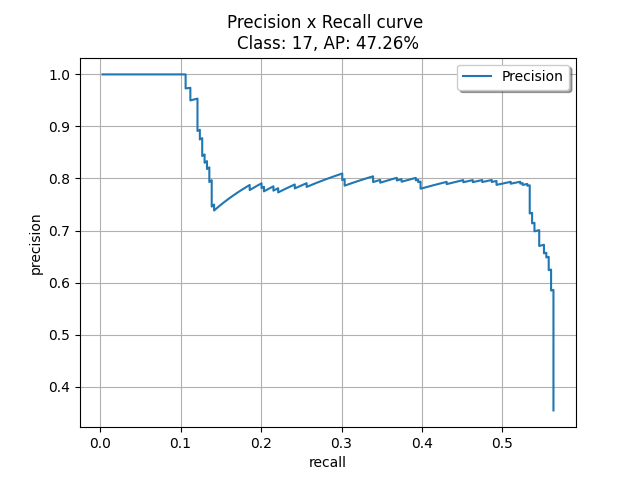 Precision x Recall curve
Class: 17, AP: 47.26%
Precision
1.0
0.9
0.8
0.7
0.6
0.5
0.4
precision
0.0 0.1 0.2 0.3 0.4 0.5
recall